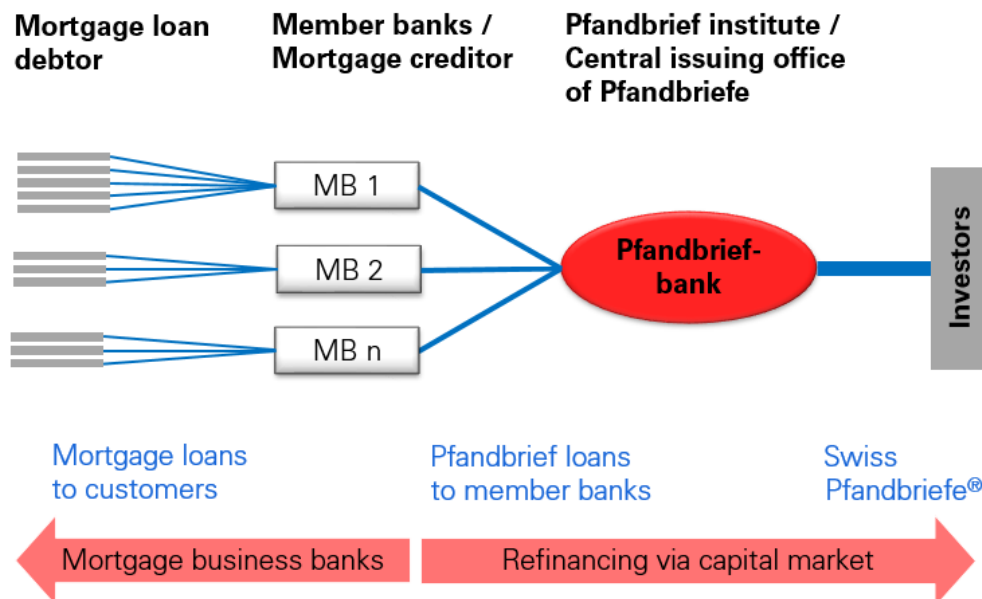 Mortgage loan
debtor
Member banks /
Mortgage creditor
Pfandbrief institute /
Central issuing office
of Pfandbriefe
MB 1
MB 2
MB n
Pfandbrief-
bank
Investors
Mortgage loans
to customers
Pfandbrief loans
to member banks
Swiss
Pfandbriefe®
Mortgage business banks
Refinancing via capital market